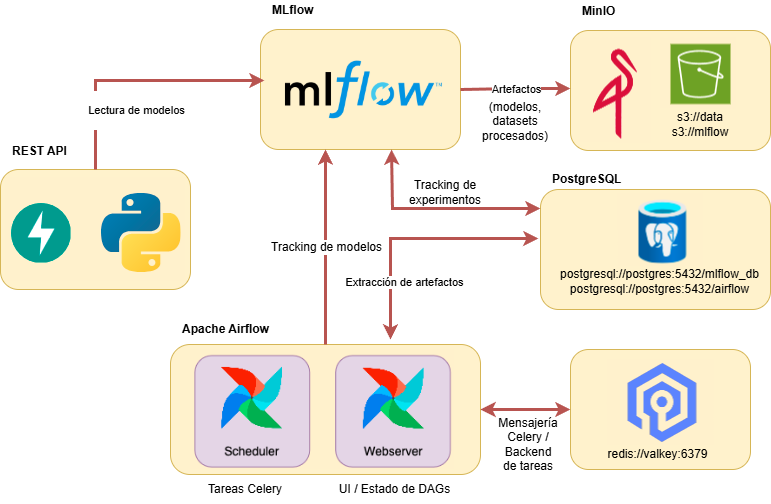 MLflow
MinIO
mlflow™
Artefactos
(modelos,
datasets
procesados)
s3://data
s3://mlflow
Lectura de modelos
REST API
PostgreSQL
Tracking de
experimentos
Tracking de modelos
postgresql://postgres:5432/mlflow_db
postgresql://postgres:5432/airflow
Extracción de artefactos
Apache Airflow
Scheduler
Webserver
Mensajería
Celery /
Backend
de tareas
redis://valkey:6379
Tareas Celery
UI / Estado de DAGs